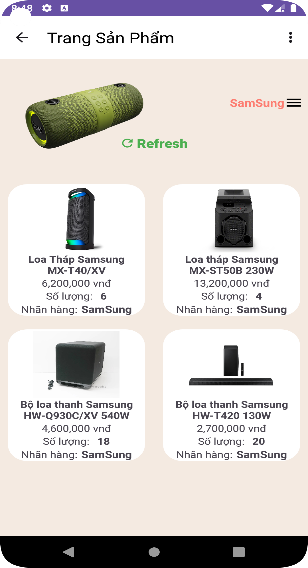 8:48
Trang Sản Phẩm
SamSung
Refresh
Loa Tháp Samsung
MX-T40/XV
6,200,000 vnđ
Số lượng: 6
Nhãn hàng: SamSung
Loa tháp Samsung
MX-ST50B 230W
13,200,000 vnđ
Số lượng: 4
Nhãn hàng: SamSung
Bộ loa thanh Samsung
HW-Q930C/XV 540W
4,600,000 vnđ
Số lượng: 18
Nhãn hàng: SamSung
Bộ loa thanh Samsung
HW-T420 130W
2,700,000 vnđ
Số lượng: 20
Nhãn hàng: SamSung